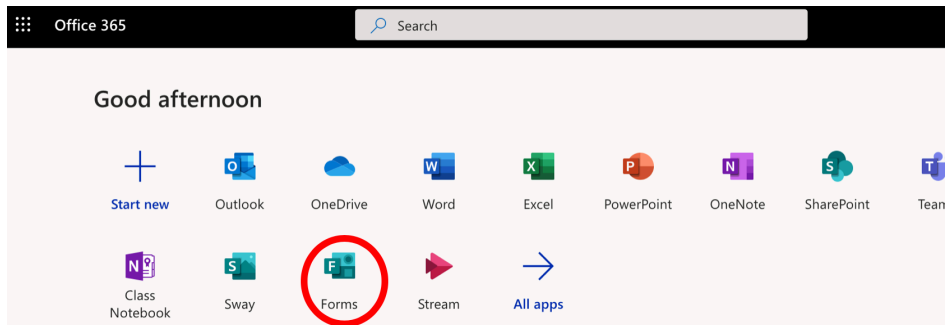 Office 365
Search
Good afternoon
Start new
Outlook
OneDrive
Word
Excel
PowerPoint
OneNote
SharePoint
Team
Class
Notebook
Sway
Forms
Stream
All apps